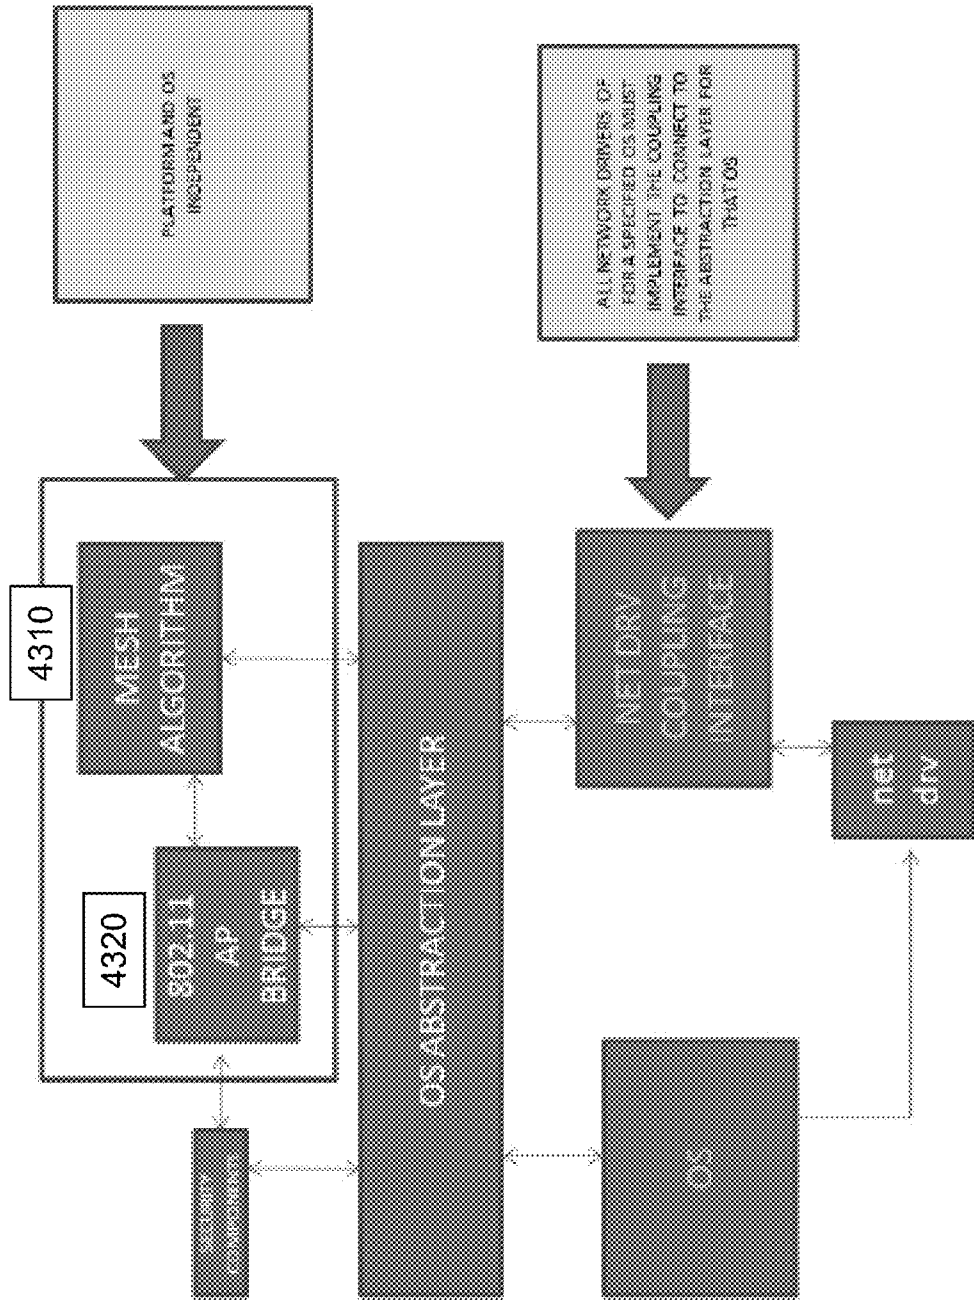 PLATFORM AND OS
INDEPENDENT
4310
MESH
ALGORITHM
4320
802.11
AP
BRIDGE
SECURITY
COMPONENTS
OS ABSTRACTION LAYER
ALL NETWORK DRIVERS OF
FOR A SPECIFIED OS MUST
IMPLEMENT THE COUPLING
INTERFACE TO CONNECT TO
THE ABSTRACTION LAYER FOR
THAT OS
NET DRV
COUPLING
INTERFACE
OS
net
drv